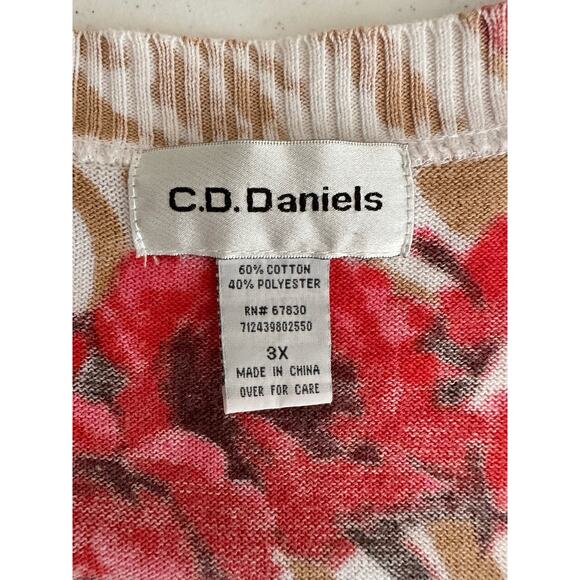 C.D.Daniels
60% COTTON
40% POLYESTER
RN# 67830
712439802550
3X
MADE IN CHINA
OVER FOR CARE